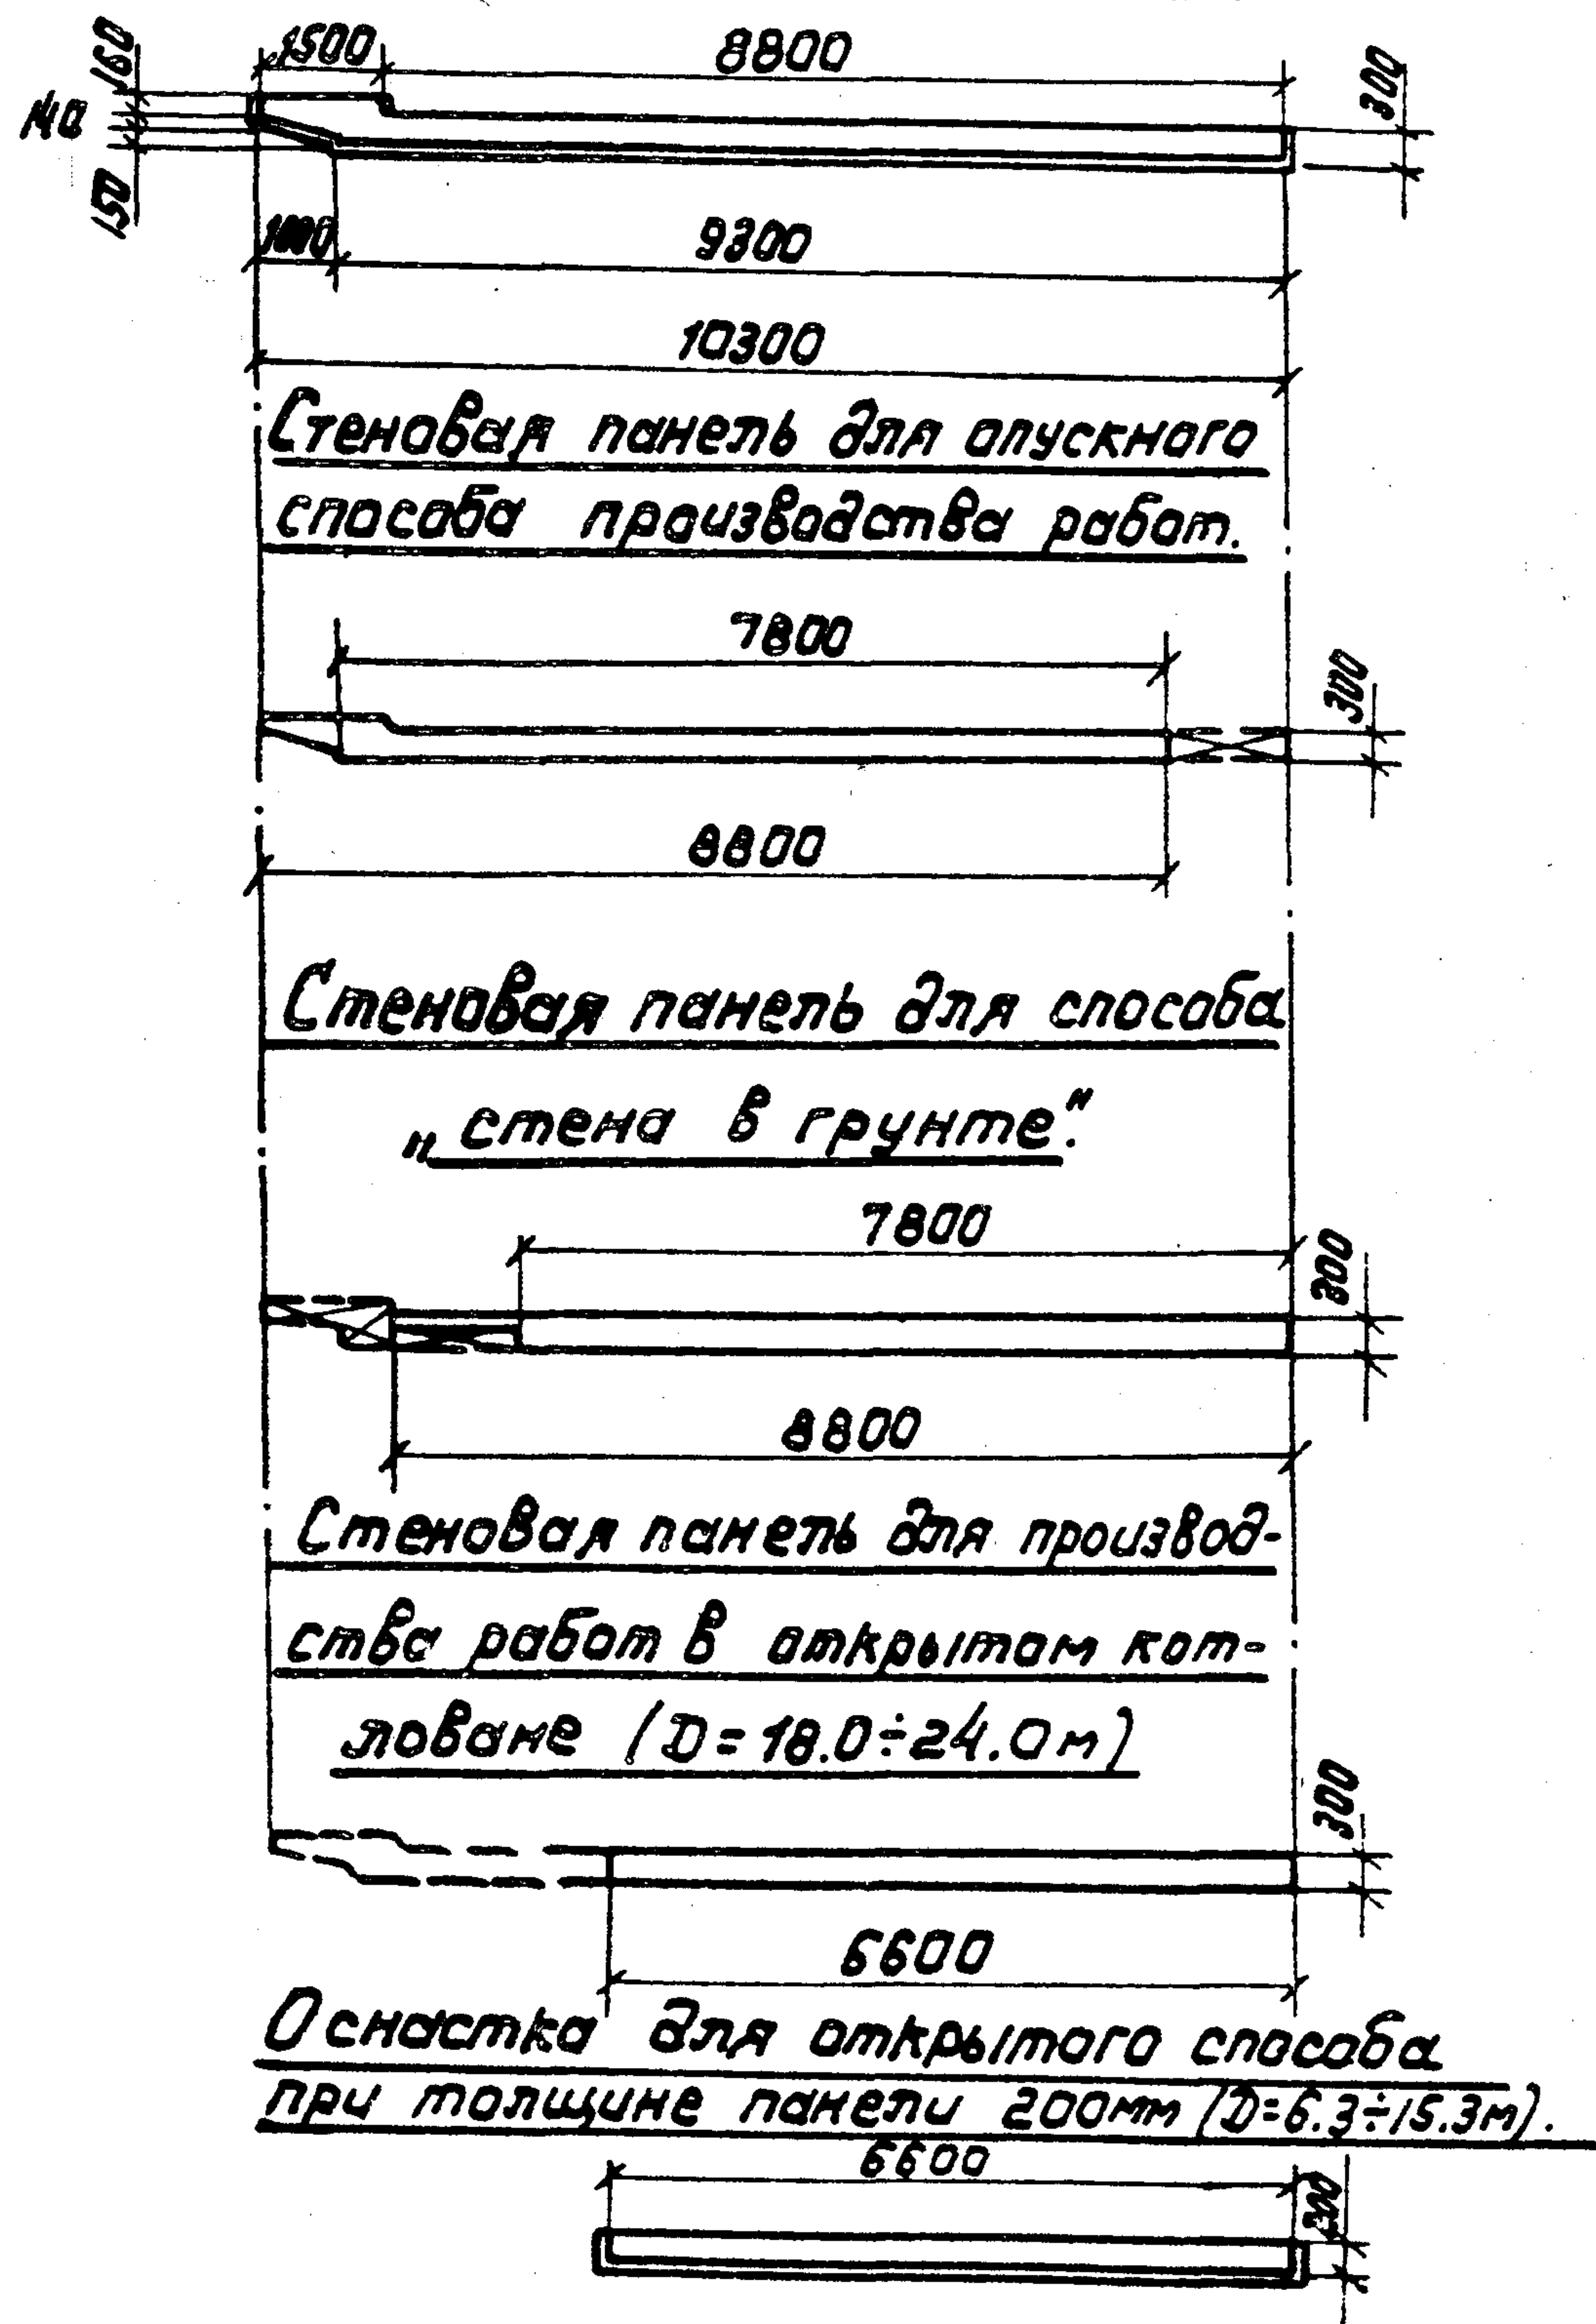 1500 8800
160
300
140
150
1000 9300
10300
Стеновая панель для опускного
способа производства работ.
7800
300
8800
Стеновая панель для способа
„стена в грунте".
7800
300
8800
Стеновая панель для производ-
ства работ в открытом кот-
ловане (D=18.0÷24.0м)
300
6600
Оснастка для открытого способа
при толщине панели 200мм (D=6.3÷15.3м).
6600
200